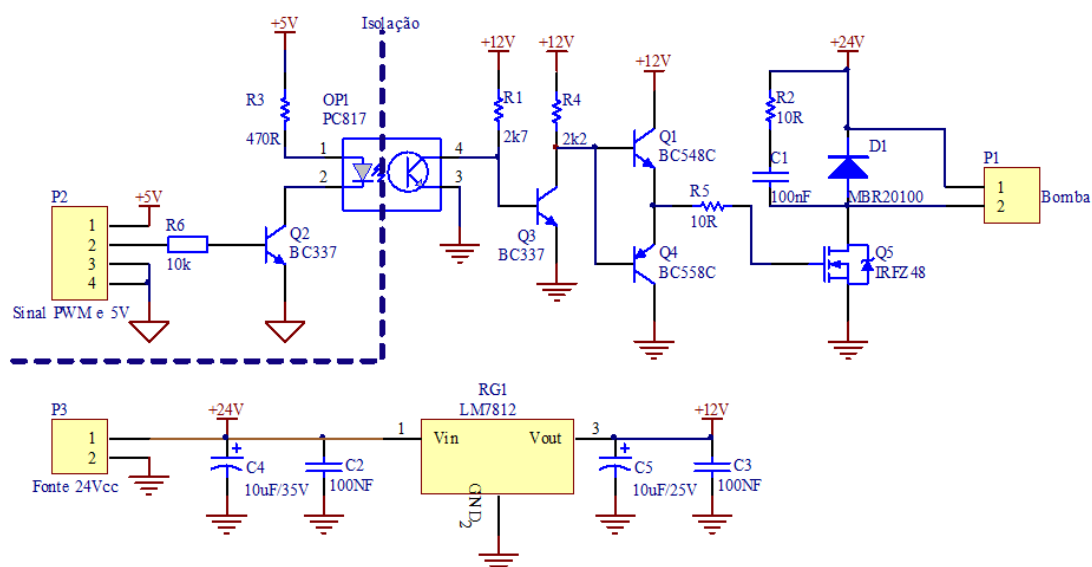 Isolação
+5V
R3
470R
OP1
PC817
1
2
4
3
P2
1
2
3
4
Sinal PWM e 5V
+5V
R6
10k
Q2
BC337
+12V
R1
2k7
+12V
R4
2k2
Q3
BC337
+12V
Q1
BC548C
Q4
BC558C
R5
10R
+24V
R2
10R
C1
100nF
D1
MBR20100
Q5
IRFZ48
P1
1
2
Bomba
P3
1
2
Fonte 24Vcc
+24V
C4
10uF/35V
C2
100NF
RG1
LM7812
1
Vin
Vout
3
GND
2
C5
10uF/25V
+12V
C3
100NF